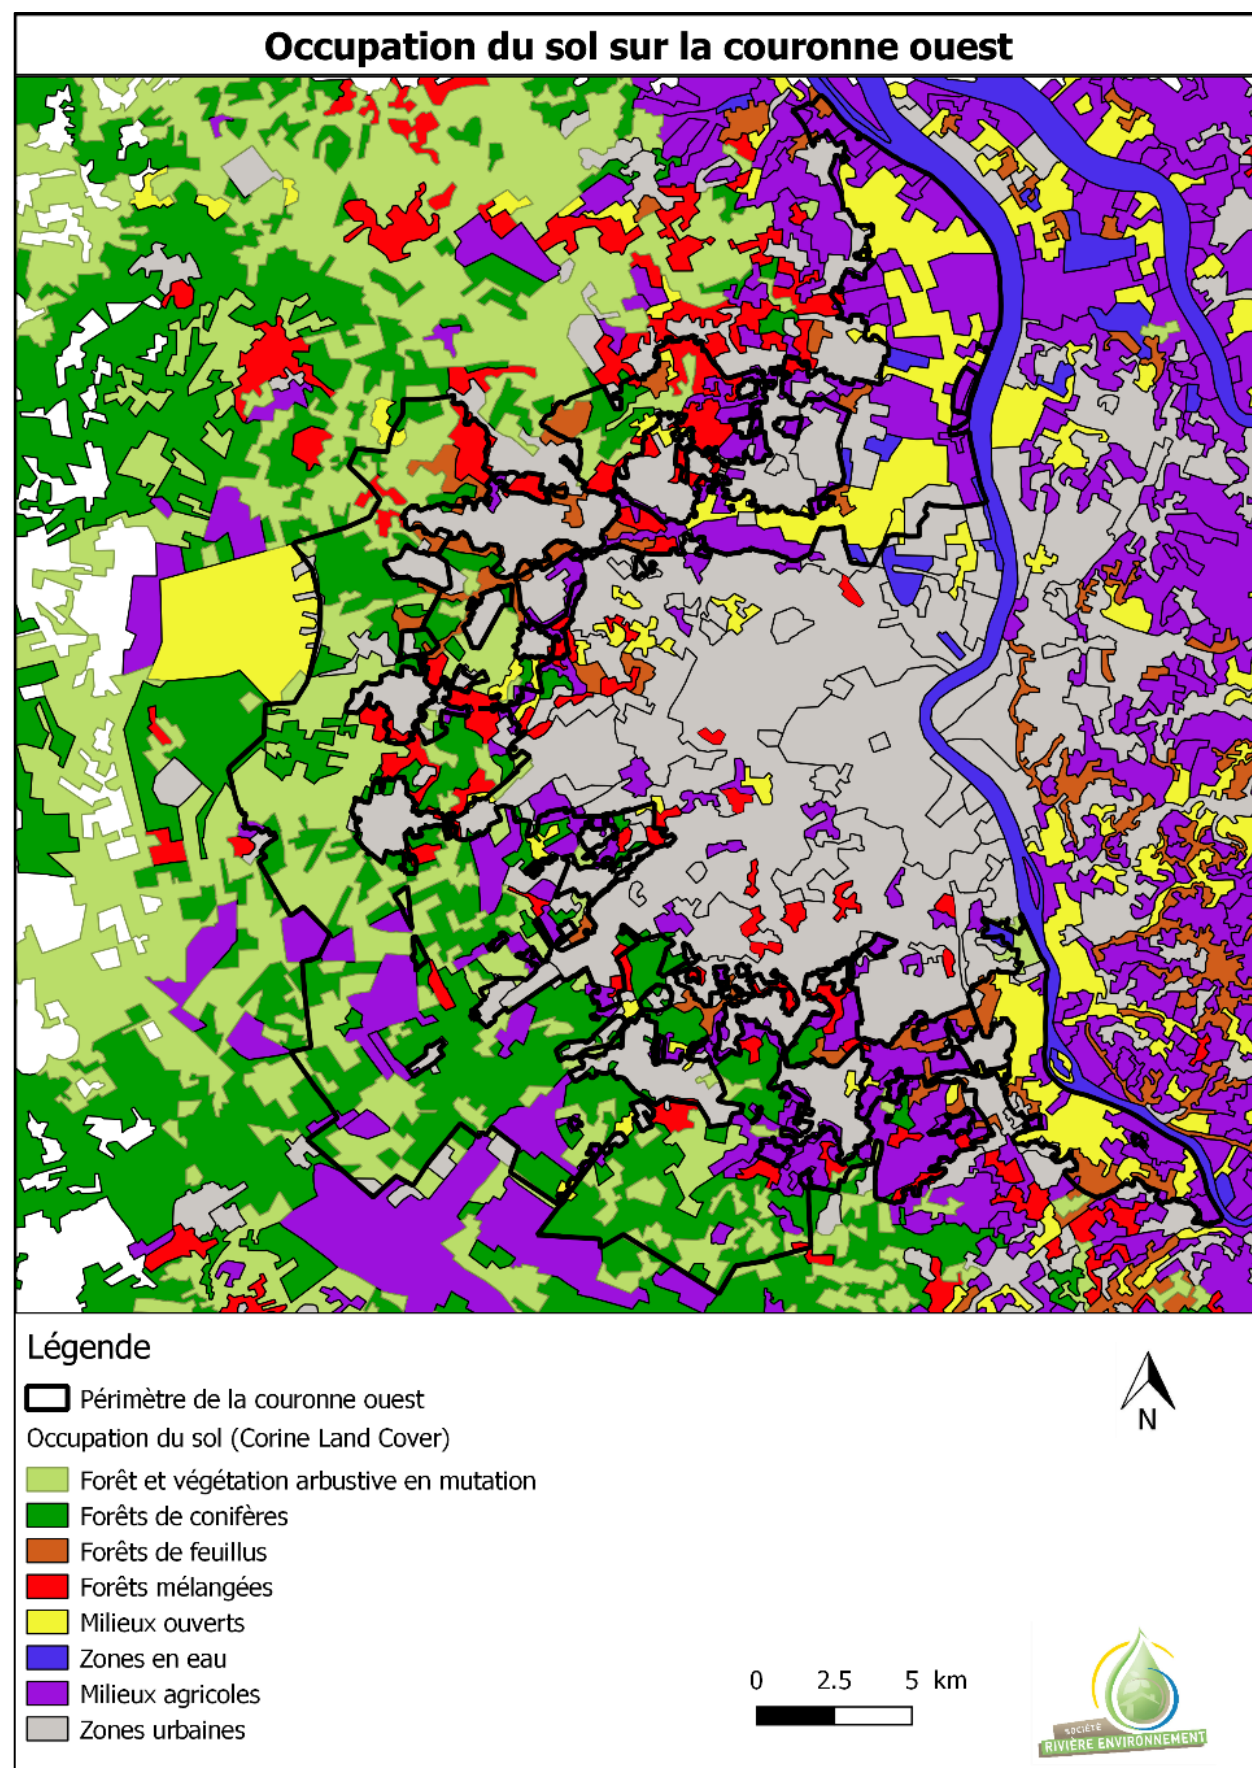 Occupation du sol sur la couronne ouest
Légende
Périmètre de la couronne ouest
Occupation du sol (Corine Land Cover)
Forêt et végétation arbustive en mutation
Forêts de conifères
Forêts de feuillus
Forêts mélangées
Milieux ouverts
Zones en eau
Milieux agricoles
Zones urbaines
N
0 2.5 5 km
SOCIÉTÉ
RIVIÈRE ENVIRONNEMENT